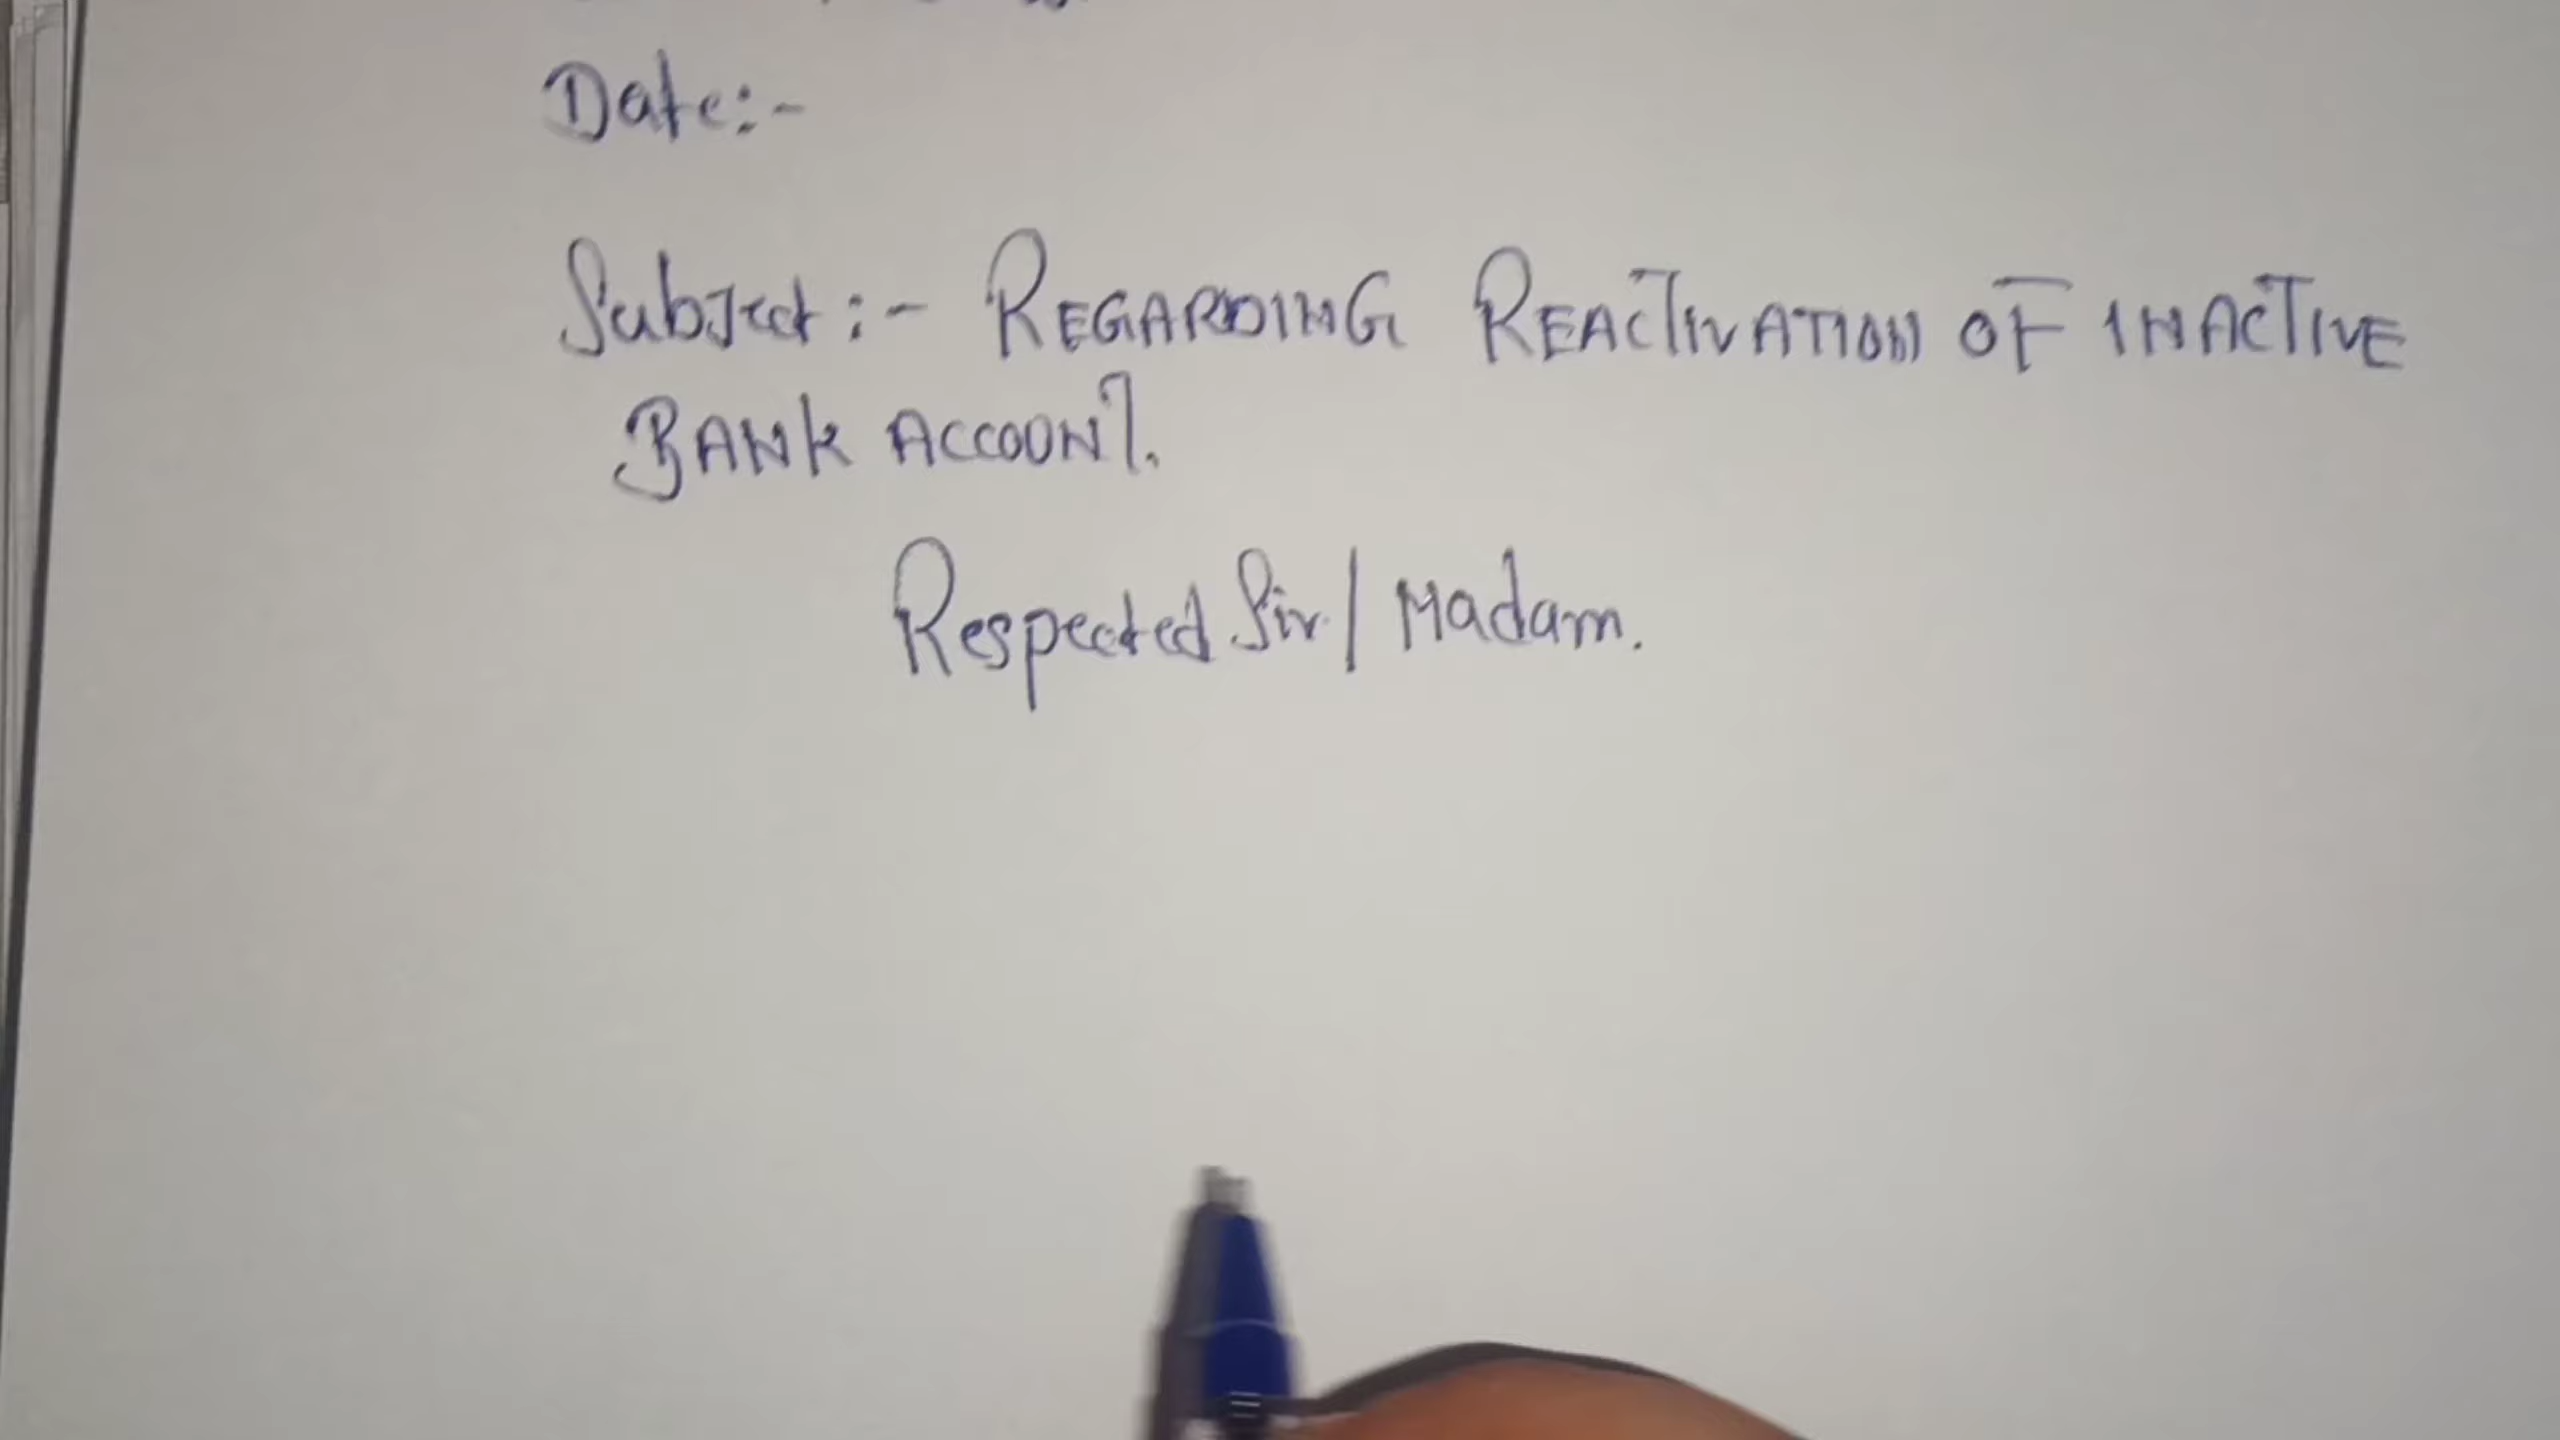 Date:-
Subject:- REGARDING REACTIVATION OF INACTIVE
BANK ACCOUNT.
Respected Sir/ Madam.